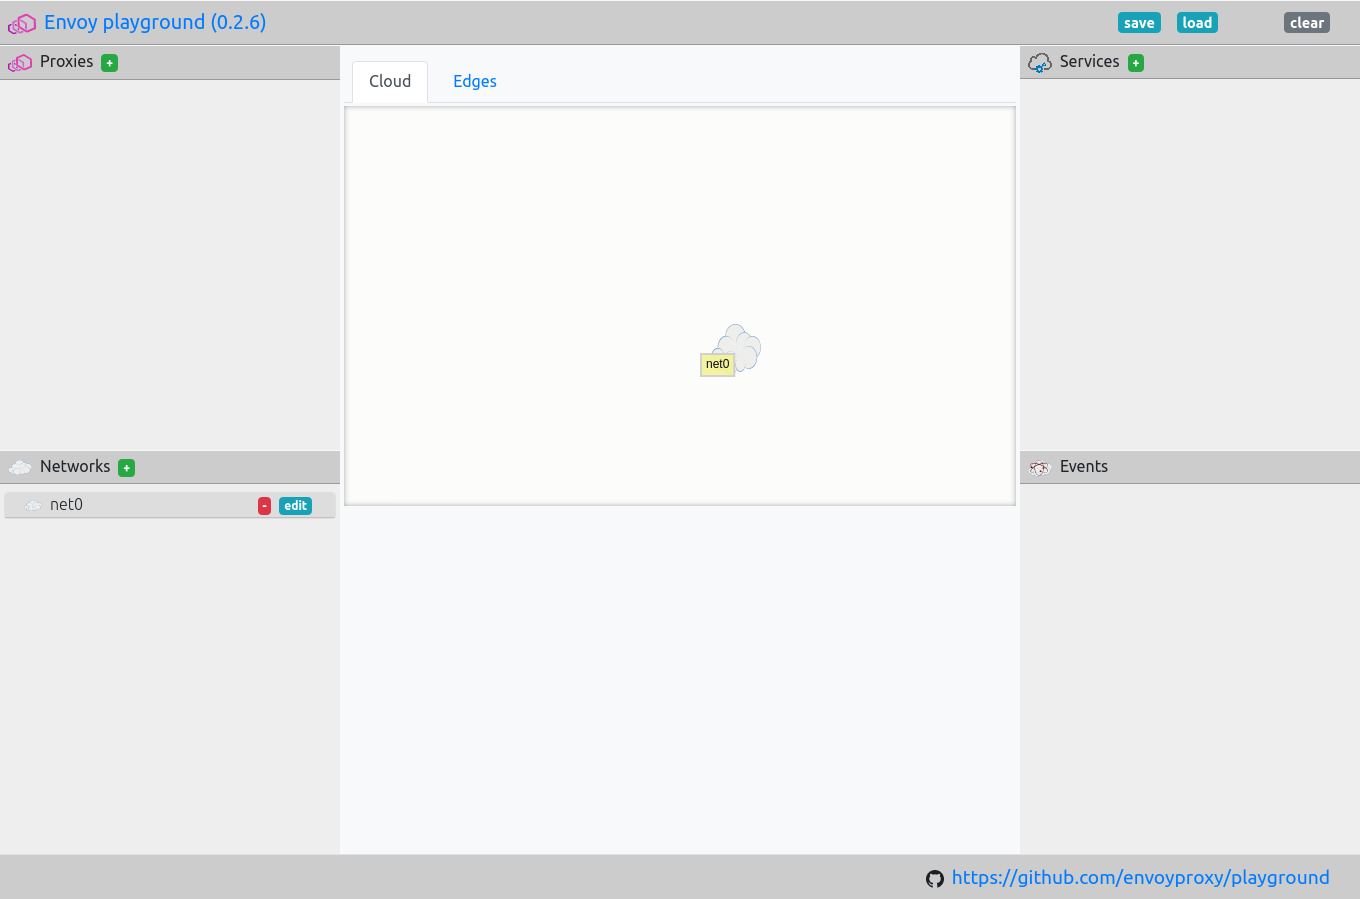 Envoy playground (0.2.6)
save
load
clear
Proxies +
Cloud
Edges
Services +
net0
Networks +
net0
- edit
Events
https://github.com/envoyproxy/playground